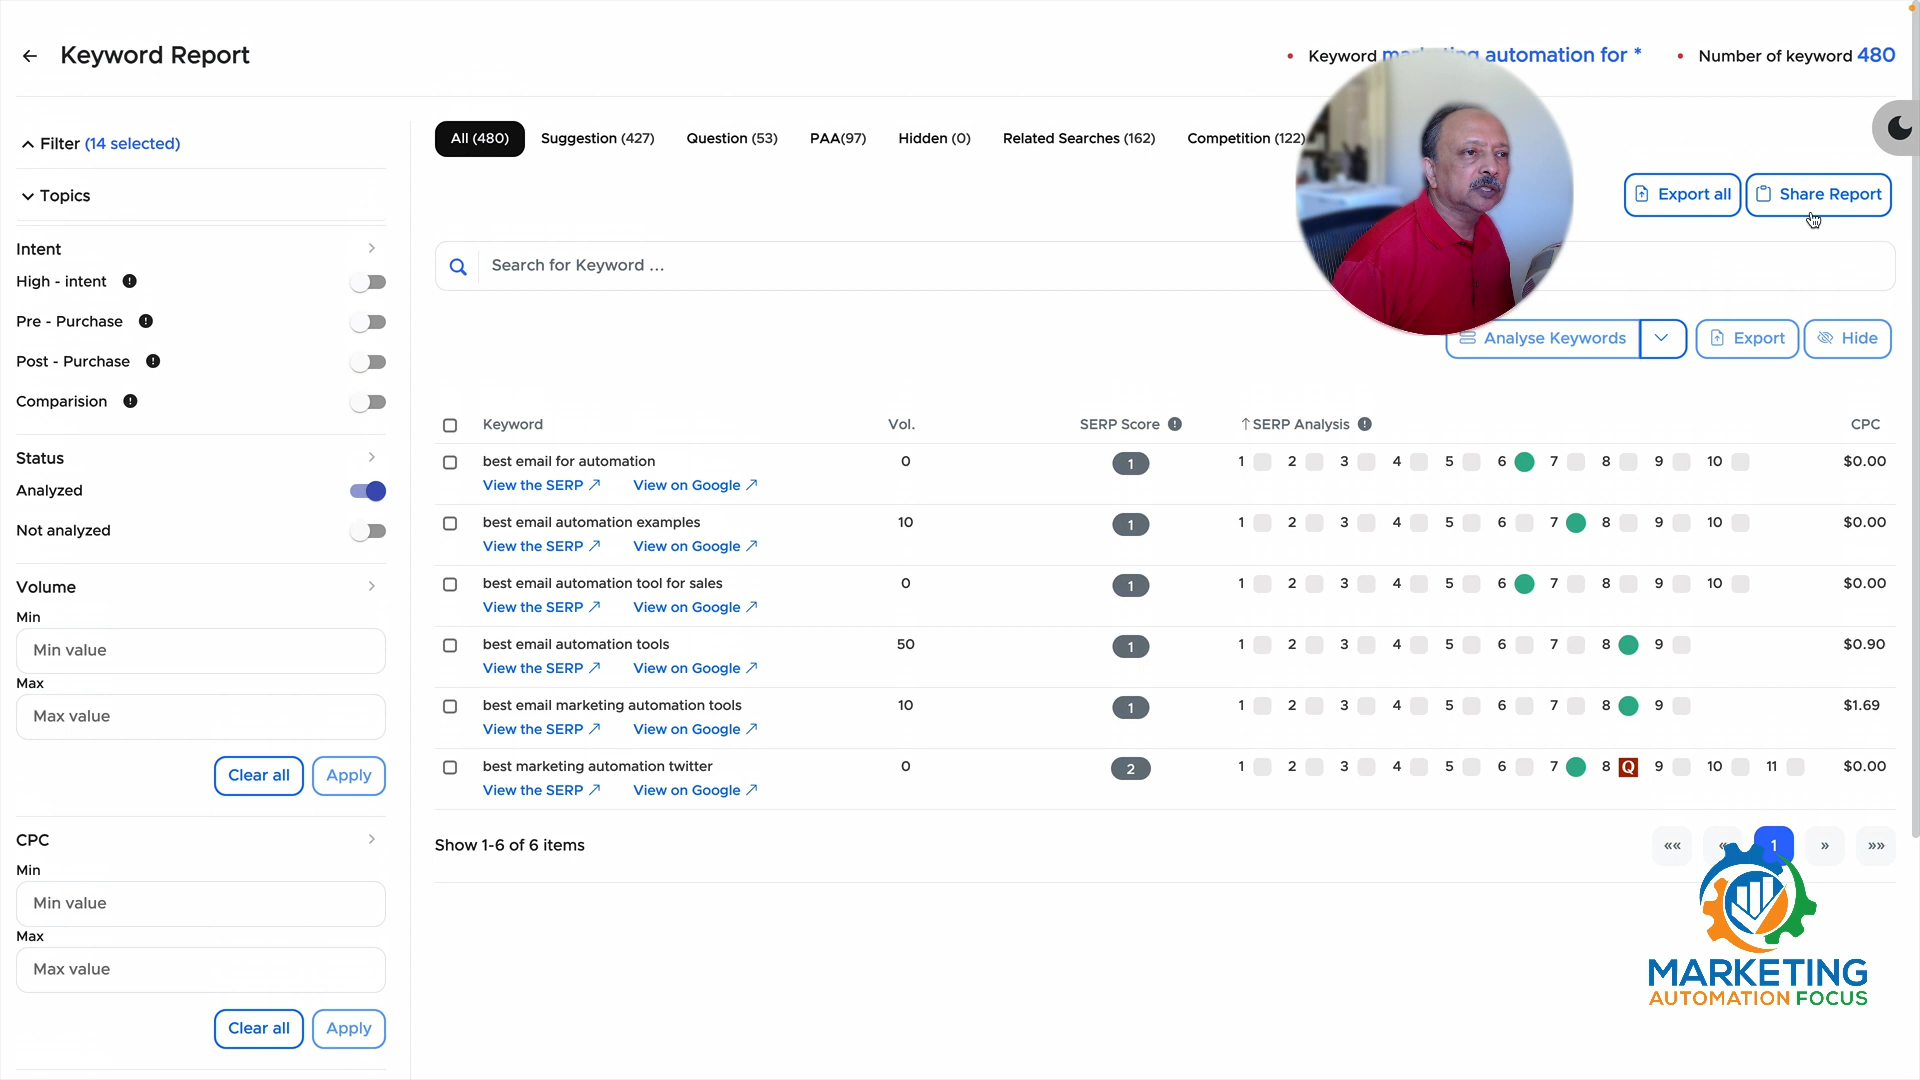 Keyword Report
Keyword marketing automation for *
Number of keyword 480
Filter (14 selected)
Topics
Intent
High - intent
Pre - Purchase
Post - Purchase
Comparision
Status
Analyzed
Not analyzed
Volume
Min
Min value
Max
Max value
Clear all
Apply
CPC
Min
Min value
Max
Max value
Clear all
Apply
All (480) Suggestion (427) Question (53) PAA(97) Hidden (0) Related Searches (162) Competition (122)
Export all
Share Report
Search for Keyword ...
Analyse Keywords
Export
Hide
Keyword Vol. SERP Score ↑SERP Analysis CPC
best email for automation 0 1 1 2 3 4 5 6 7 8 9 10 $0.00
View the SERP View on Google
best email automation examples 10 1 1 2 3 4 5 6 7 8 9 10 $0.00
View the SERP View on Google
best email automation tool for sales 0 1 1 2 3 4 5 6 7 8 9 10 $0.00
View the SERP View on Google
best email automation tools 50 1 1 2 3 4 5 6 7 8 9 $0.90
View the SERP View on Google
best email marketing automation tools 10 1 1 2 3 4 5 6 7 8 9 $1.69
View the SERP View on Google
best marketing automation twitter 0 2 1 2 3 4 5 6 7 8 Q 9 10 11 $0.00
View the SERP View on Google
Show 1-6 of 6 items
«« « 1 » »»
MARKETING
AUTOMATION FOCUS